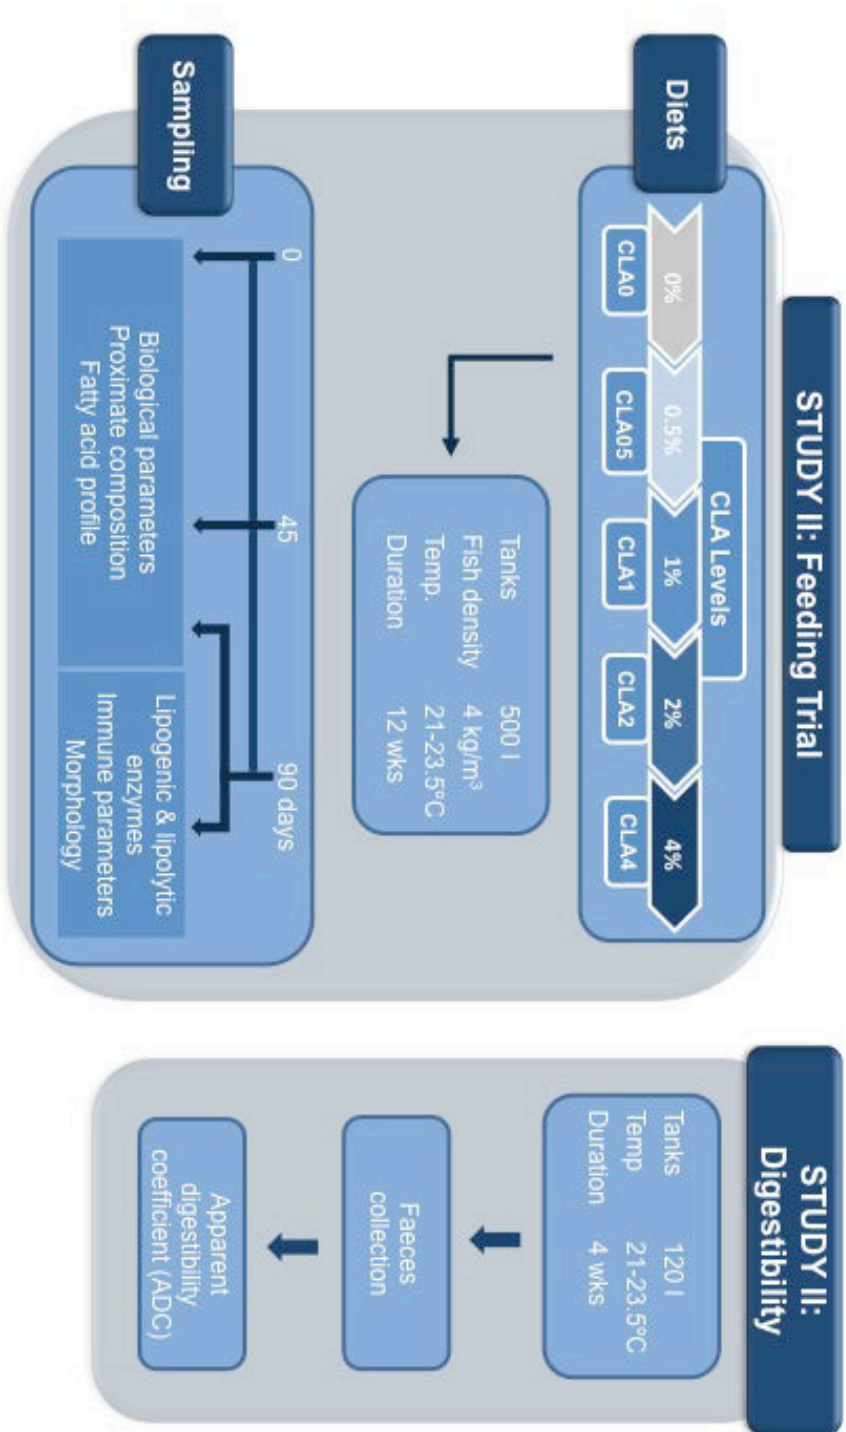 STUDY II: Feeding Trial
Diets
CLA Levels
0%
0.5%
1%
2%
4%
CLA0
CLA05
CLA1
CLA2
CLA4
Tanks 500 l
Fish density 4 kg/m³
Temp. 21-23.5ºC
Duration 12 wks
Sampling
0
45
90 days
Biological parameters
Proximate composition
Fatty acid profile
Lipogenic & lipolytic
enzymes
Immune parameters
Morphology
STUDY II:
Digestibility
Tanks 120 l
Temp 21-23.5ºC
Duration 4 wks
Faeces
collection
Apparent
digestibility
coefficient (ADC)